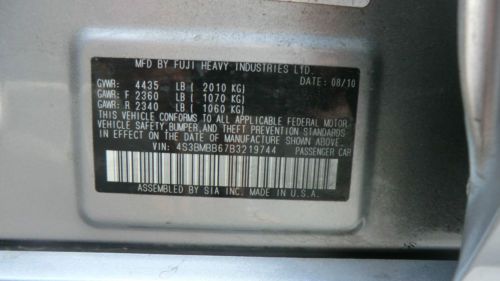 MFD BY FUJI HEAVY INDUSTRIES LTD.
DATE: 08/10
GVWR: 4435 LB ( 2010 KG)
GAWR: F 2360 LB ( 1070 KG)
GAWR: R 2340 LB ( 1060 KG)
THIS VEHICLE CONFORMS TO ALL APPLICABLE FEDERAL MOTOR
VEHICLE SAFETY, BUMPER, AND THEFT PREVENTION STANDARDS
IN EFFECT ON THE DATE OF MANUFACTURE SHOWN ABOVE.
VIN: 4S3BMBB67B3219744
PASSENGER CAR
ASSEMBLED BY SIA INC. MADE IN U.S.A.